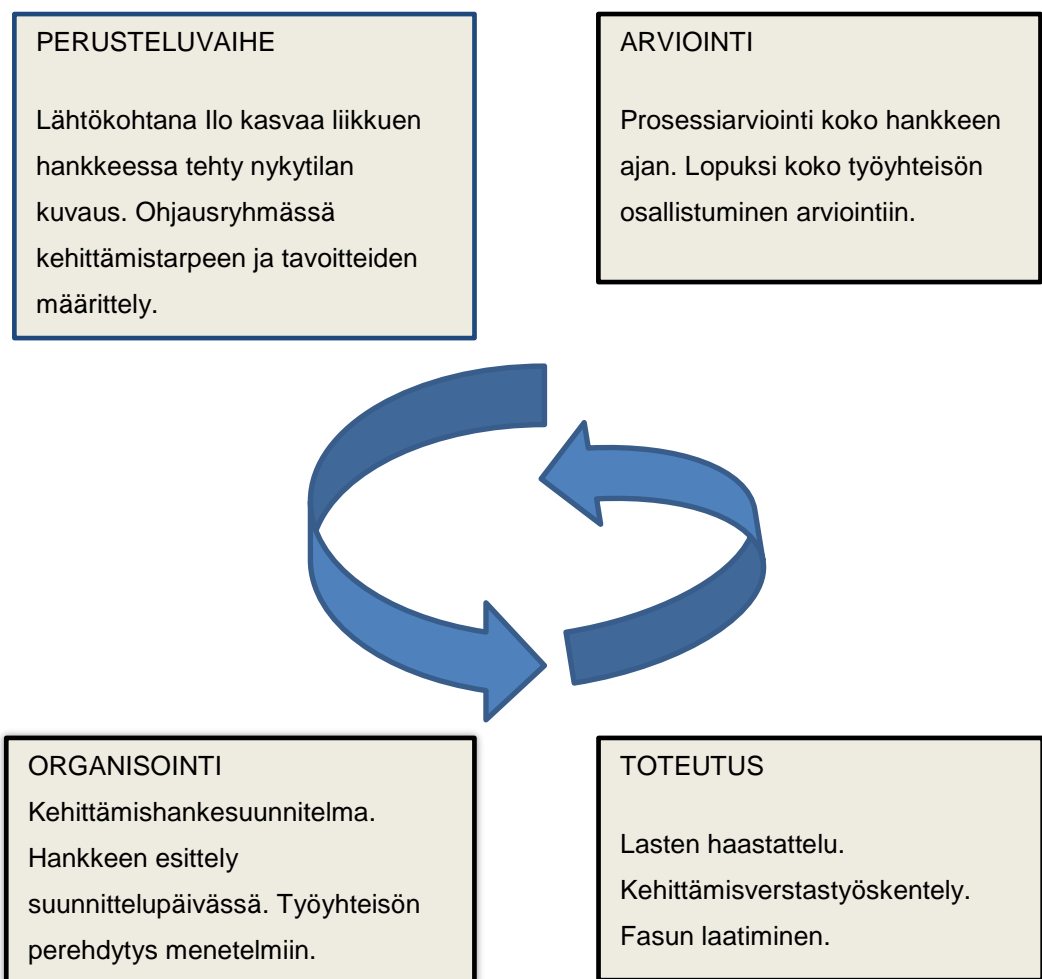 PERUSTELUVAIHE
Lähtökohtana Ilo kasvaa liikkuen
hankkeessa tehty nykytilan
kuvaus. Ohjausryhmässä
kehittämistarpeen ja tavoitteiden
määrittely.
ARVIOINTI
Prosessiarviointi koko hankkeen
ajan. Lopuksi koko työyhteisön
osallistuminen arviointiin.
ORGANISOINTI
Kehittämishankesuunnitelma.
Hankkeen esittely
suunnittelupäivässä. Työyhteisön
perehdytys menetelmiin.
TOTEUTUS
Lasten haastattelu.
Kehittämisverstastyöskentely.
Fasun laatiminen.